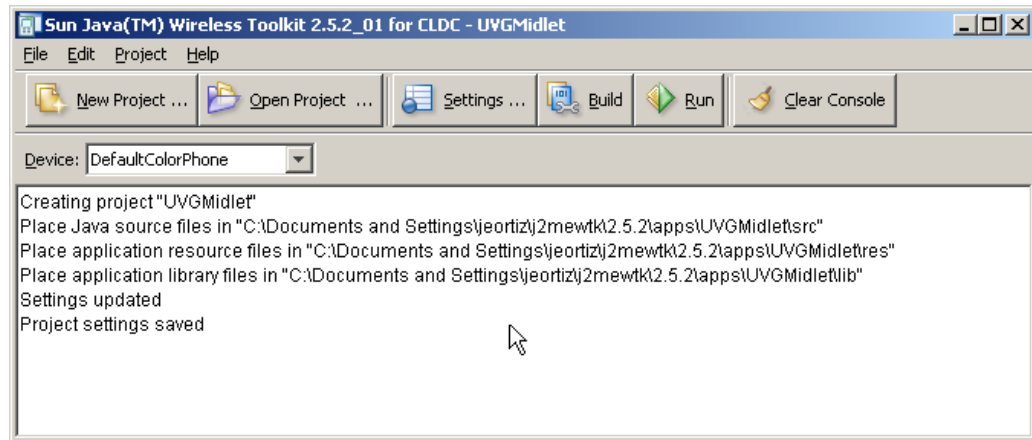 Sun Java(TM) Wireless Toolkit 2.5.2_01 for CLDC - UVGMidlet
File Edit Project Help
New Project ... Open Project ... Settings ... Build Run Clear Console
Device: DefaultColorPhone
Creating project "UVGMidlet"
Place Java source files in "C:\Documents and Settings\jeortiz\j2mewtk\2.5.2\apps\UVGMidlet\src"
Place application resource files in "C:\Documents and Settings\jeortiz\j2mewtk\2.5.2\apps\UVGMidlet\res"
Place application library files in "C:\Documents and Settings\jeortiz\j2mewtk\2.5.2\apps\UVGMidlet\lib"
Settings updated
Project settings saved